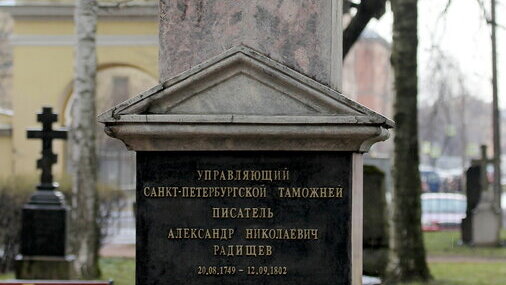 УПРАВЛЯЮЩИЙ
САНКТ-ПЕТЕРБУРГСКОЙ ТАМОЖНЕЙ
ПИСАТЕЛЬ
АЛЕКСАНДР НИКОЛАЕВИЧ
РАДИЩЕВ
20.08.1749 - 12.09.1802